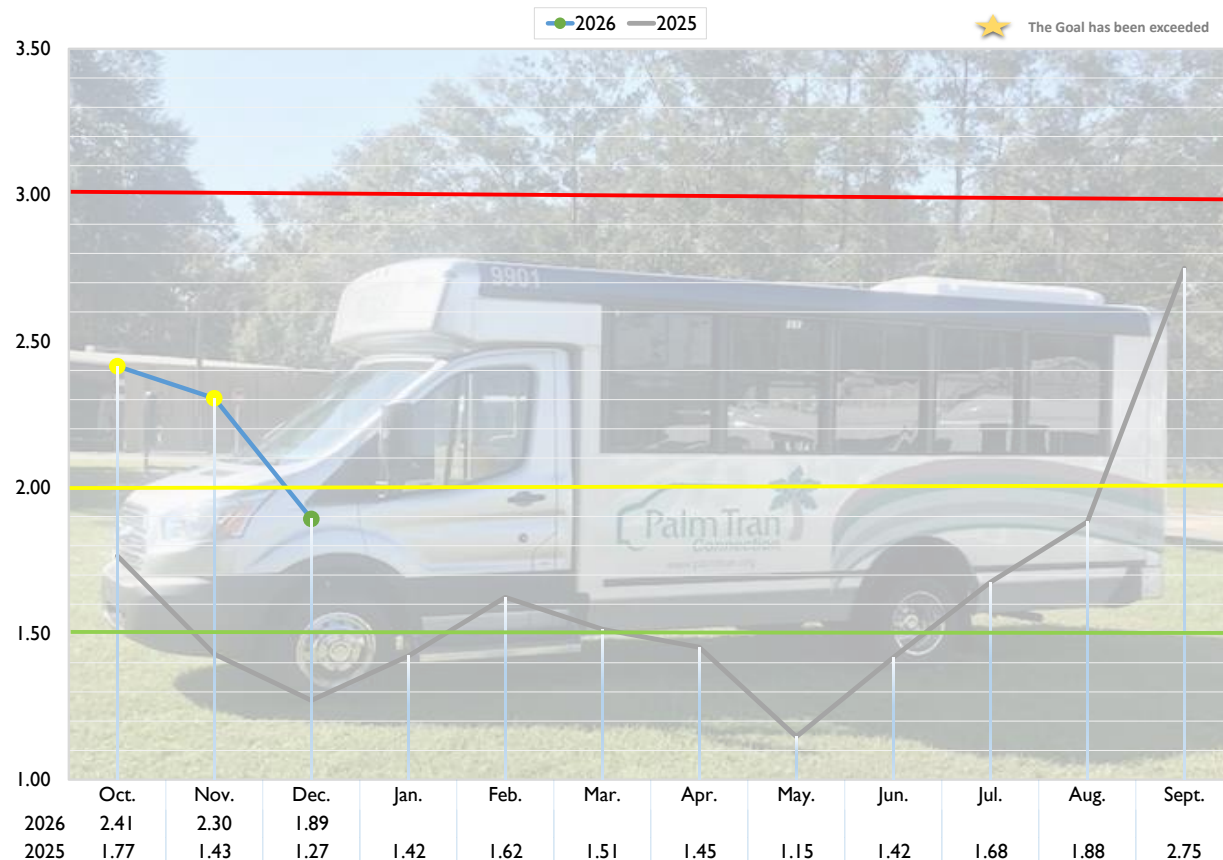 2026 2025
The Goal has been exceeded
3.50
3.00
2.50
2.00
1.50
1.00
9901
Palm Tran
Connection
Oct. Nov. Dec. Jan. Feb. Mar. Apr. May. Jun. Jul. Aug. Sept.
2026 2.41 2.30 1.89
2025 1.77 1.43 1.27 1.42 1.62 1.51 1.45 1.15 1.42 1.68 1.88 2.75